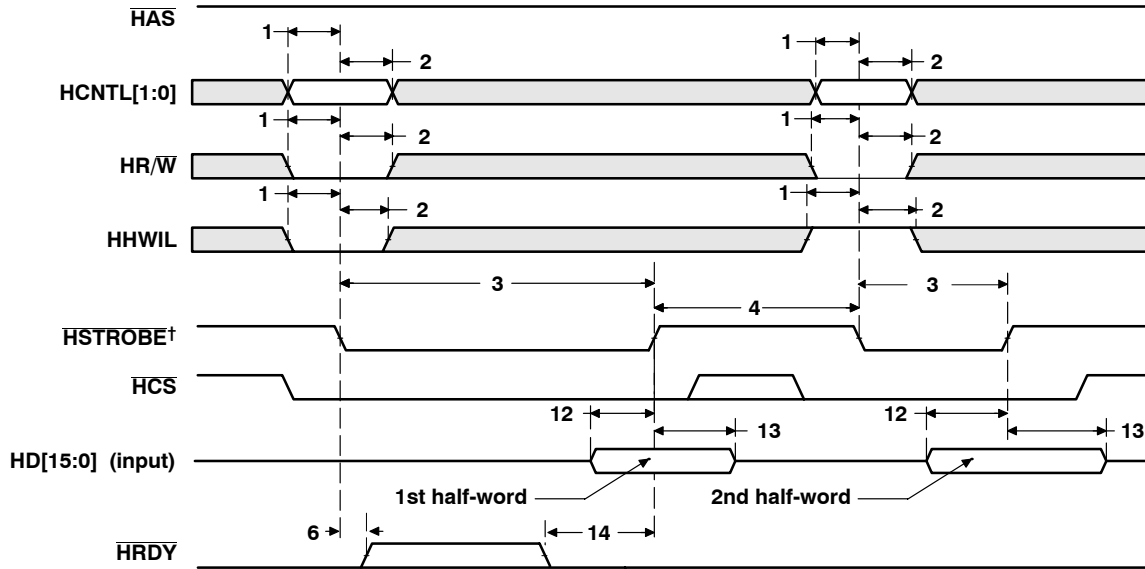 HAS
1
1
2
2
HCNTL[1:0]
1
1
2
2
HR/W
1
1
2
2
HHWIL
3
3
4
HSTROBE†
HCS
12
12
13
13
HD[15:0] (input)
1st half-word
2nd half-word
6
14
HRDY